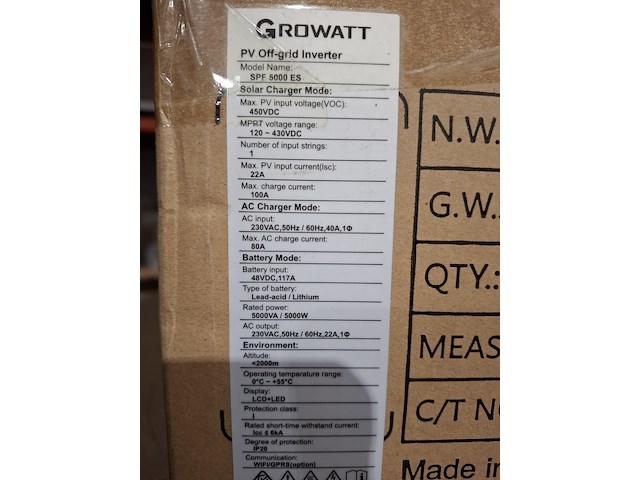 GROWATT
PV Off-grid Inverter
Model Name:
SPF 5000 ES
Solar Charger Mode:
Max. PV input voltage(VOC):
450VDC
MPRT voltage range:
120 ~ 430VDC
Number of input strings:
1
Max. PV input current(Isc):
22A
Max. charge current:
100A
AC Charger Mode:
AC input:
230VAC,50Hz / 60Hz,40A,1Φ
Max. AC charge current:
80A
Battery Mode:
Battery input:
48VDC,117A
Type of battery:
Lead-acid / Lithium
Rated power:
5000VA / 5000W
AC output:
230VAC,50Hz / 60Hz,22A,1Φ
Environment:
Altitude:
<2000m
Operating temperature range:
0°C ~ +55°C
Display:
LCD+LED
Protection class:
I
Rated short-time withstand current:
Icc ≤ 6kA
Degree of protection:
IP20
Communication:
WIFI/GPRS(option)
N.W.
G.W.
QTY.:
MEAS
C/T NO
Made in